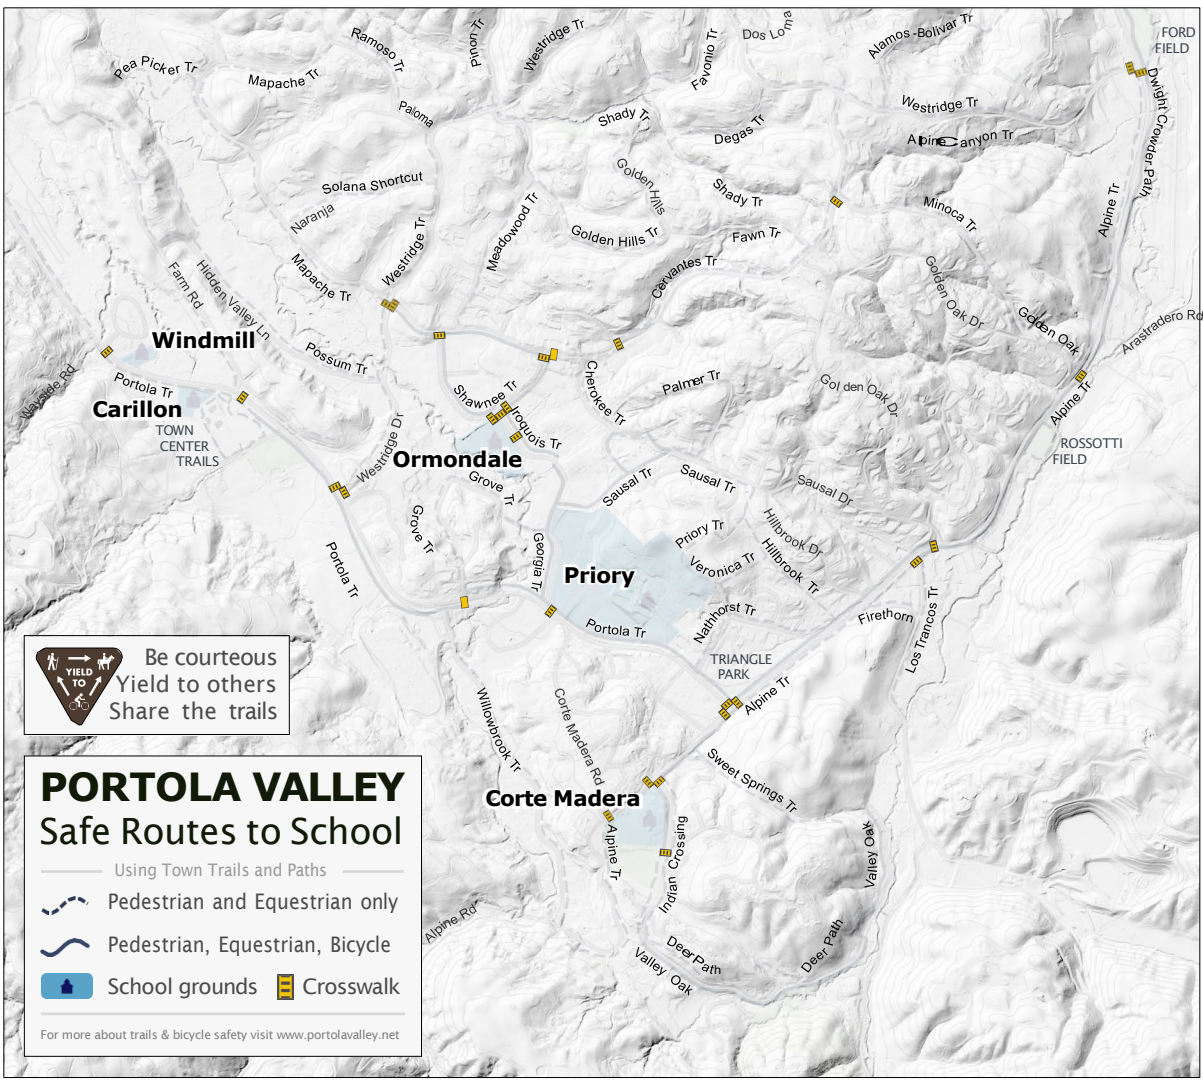 Pinon Tr
Westridge Tr
Ramoso Tr
Favonio Tr
Dos Loma
Alamos -Bolivar Tr
FORD
FIELD
Pea Picker Tr
Mapache Tr
Paloma
Shady Tr
Degas Tr
Westridge Tr
Alpine Canyon Tr
Dwight Crowder Path
Solana Shortcut
Golden Hills
Shady Tr
Minoca Tr
Alpine Tr
Naranja
Westridge Tr
Meadowood Tr
Golden Hills Tr
Fawn Tr
Mapache Tr
Cervantes Tr
Golden Oak Dr
Farm Rd
Hidden Valley Ln
Golden Oak
Arastradero Rd
Windmill
Possum Tr
Wayside Rd
Portola Tr
Carillon
Shawnee Tr
Cherokee Tr
Palmer Tr
Gol den Oak Dr
Alpine Tr
TOWN
CENTER
TRAILS
Westridge Dr
Iroquois Tr
ROSSOTTI
FIELD
Ormondale
Grove Tr
Sausal Tr
Sausal Tr
Sausal Dr
Grove Tr
Georgia Tr
Priory Tr
Hillbrook Dr
Hillbrook Tr
Veronica Tr
Portola Tr
Priory
Nathhorst Tr
Firethorn
Los Trancos Tr
Portola Tr
TRIANGLE
PARK
Alpine Tr
YIELD
TO
Be courteous
Yield to others
Share the trails
Willowbrook Tr
Corte Madera Rd
Sweet Springs Tr
Corte Madera
Alpine Tr
Indian Crossing
Valley Oak
Alpine Rd
Deer Path
Deer Path
Valley Oak
PORTOLA VALLEY
Safe Routes to School
Using Town Trails and Paths
Pedestrian and Equestrian only
Pedestrian, Equestrian, Bicycle
School grounds
Crosswalk
For more about trails & bicycle safety visit www.portolavalley.net